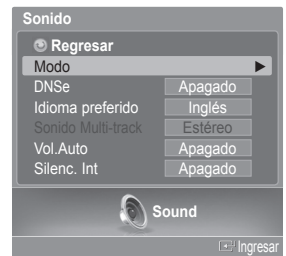 Sonido
Regresar
Modo
DNSe Apagado
Idioma preferido Inglés
Sonido Multi-track Estéreo
Vol.Auto Apagado
Silenc. Int Apagado
Sound
Ingresar